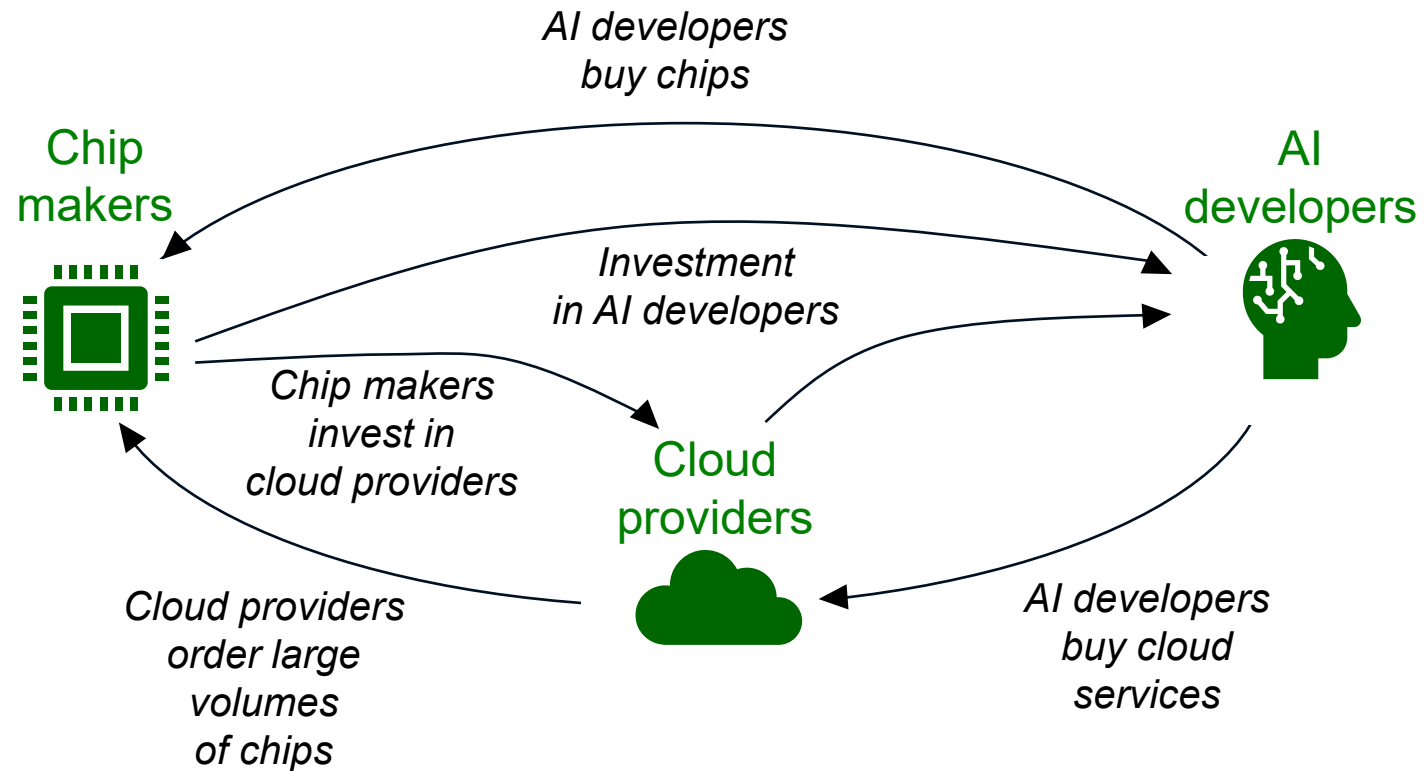 AI developers
buy chips
Chip
makers
AI
developers
Investment
in AI developers
Chip makers
invest in
cloud providers
Cloud
providers
Cloud providers
order large
volumes
of chips
AI developers
buy cloud
services